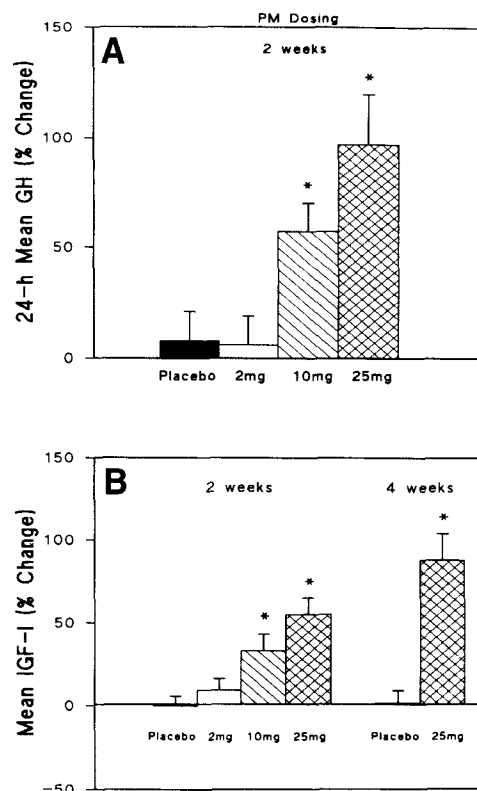 PM Dosing
150
A
2 weeks
*
100
*
50
0
Placebo 2mg 10mg 25mg
24-h Mean GH (% Change)
150
B
2 weeks 4 weeks
*
100
*
*
50
0
Placebo 2mg 10mg 25mg Placebo 25mg
-50
Mean IGF-I (% Change)